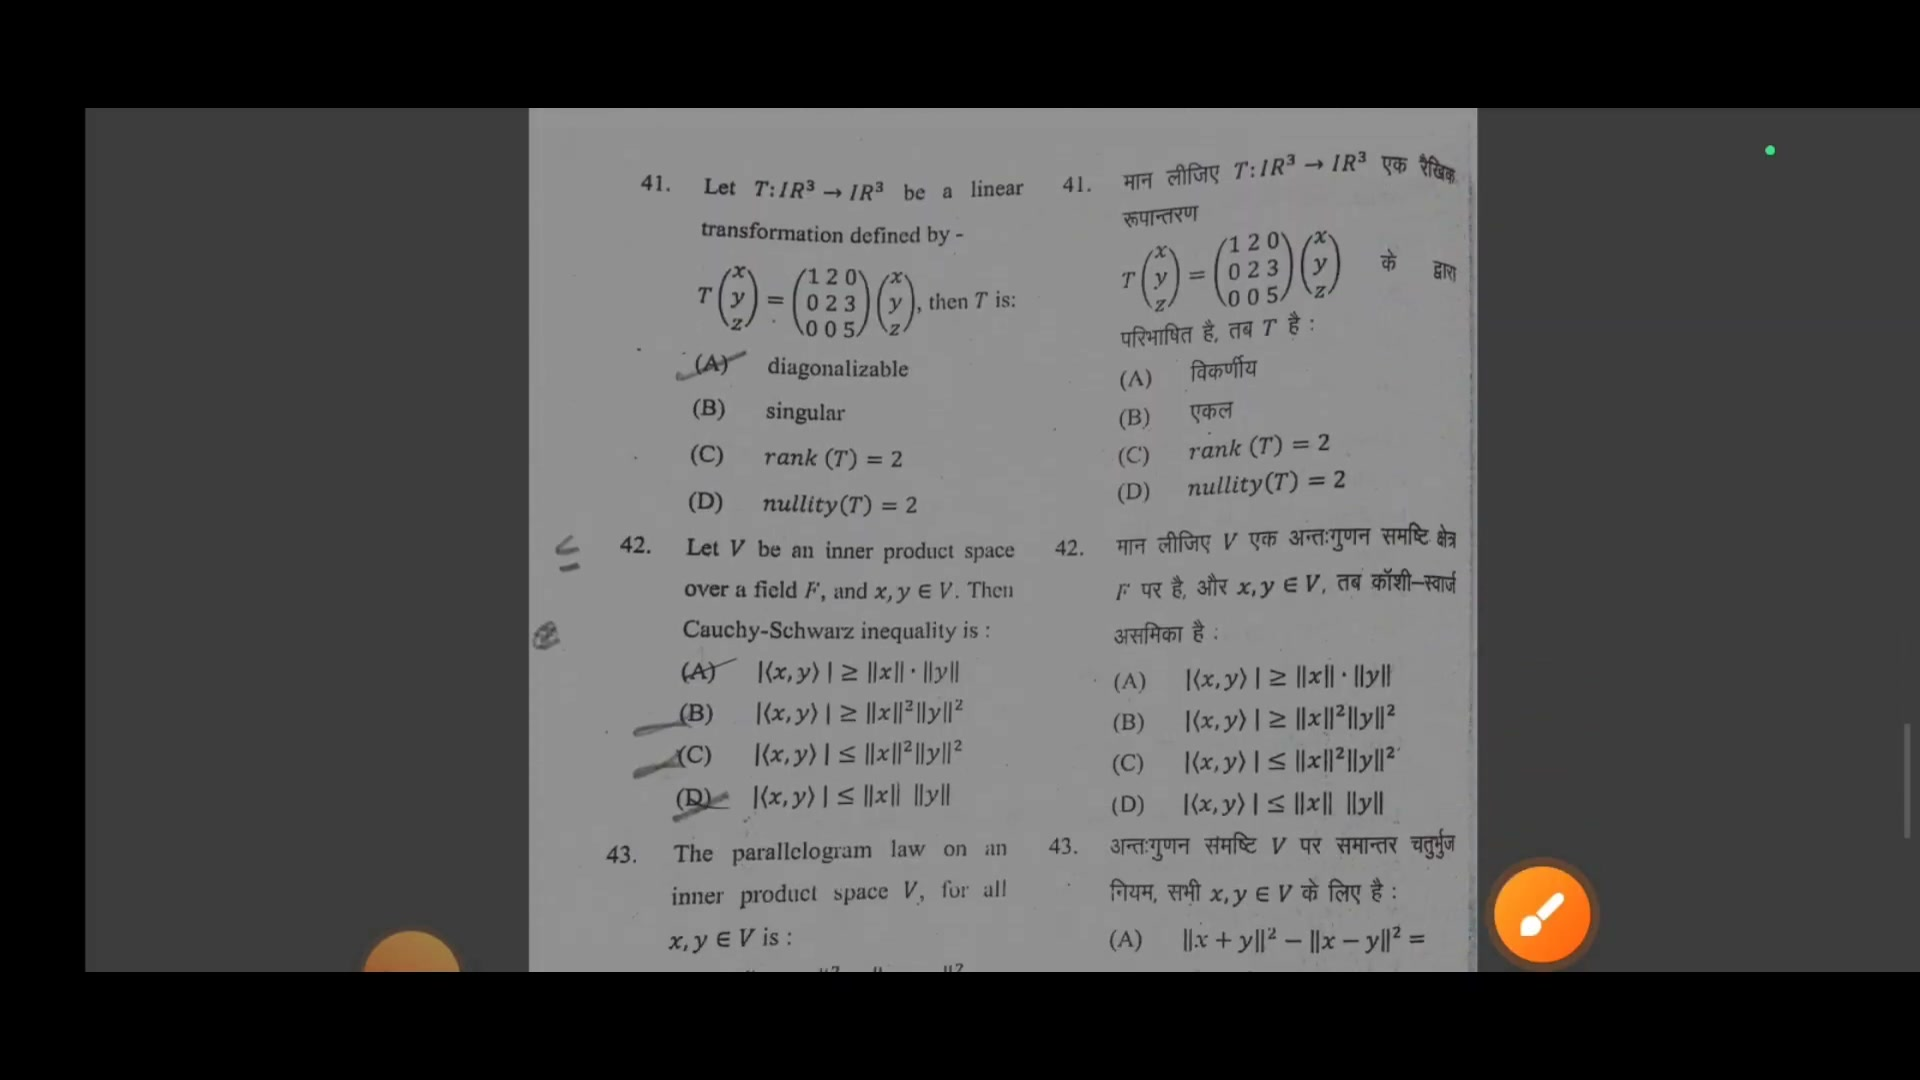 41. Let T:IR³ → IR³ be a linear
transformation defined by -
T(x y z) = (1 2 0 0 2 3 0 0 5)(x y z), then T is:
(A) diagonalizable
(B) singular
(C) rank (T) = 2
(D) nullity(T) = 2
42. Let V be an inner product space
over a field F, and x, y ∈ V. Then
Cauchy-Schwarz inequality is :
(A) |⟨x, y⟩| ≥ ||x|| · ||y||
(B) |⟨x, y⟩| ≥ ||x||²||y||²
(C) |⟨x, y⟩| ≤ ||x||²||y||²
(D) |⟨x, y⟩| ≤ ||x|| ||y||
43. The parallelogram law on an
inner product space V, for all
x, y ∈ V is :
41. मान लीजिए T:IR³ → IR³ एक रैखिक
रूपान्तरण
T(x y z) = (1 2 0 0 2 3 0 0 5)(x y z) के द्वारा
परिभाषित है, तब T है :
(A) विकर्णीय
(B) एकल
(C) rank (T) = 2
(D) nullity(T) = 2
42. मान लीजिए V एक अन्तःगुणन समष्टि क्षेत्र
F पर है, और x, y ∈ V, तब कॉशी–स्वार्ज
असमिका है :
(A) |⟨x, y⟩| ≥ ||x|| · ||y||
(B) |⟨x, y⟩| ≥ ||x||²||y||²
(C) |⟨x, y⟩| ≤ ||x||²||y||²
(D) |⟨x, y⟩| ≤ ||x|| ||y||
43. अन्तःगुणन संमष्टि V पर समान्तर चतुर्भुज
नियम, सभी x, y ∈ V के लिए है :
(A) ||x + y||² − ||x − y||² =